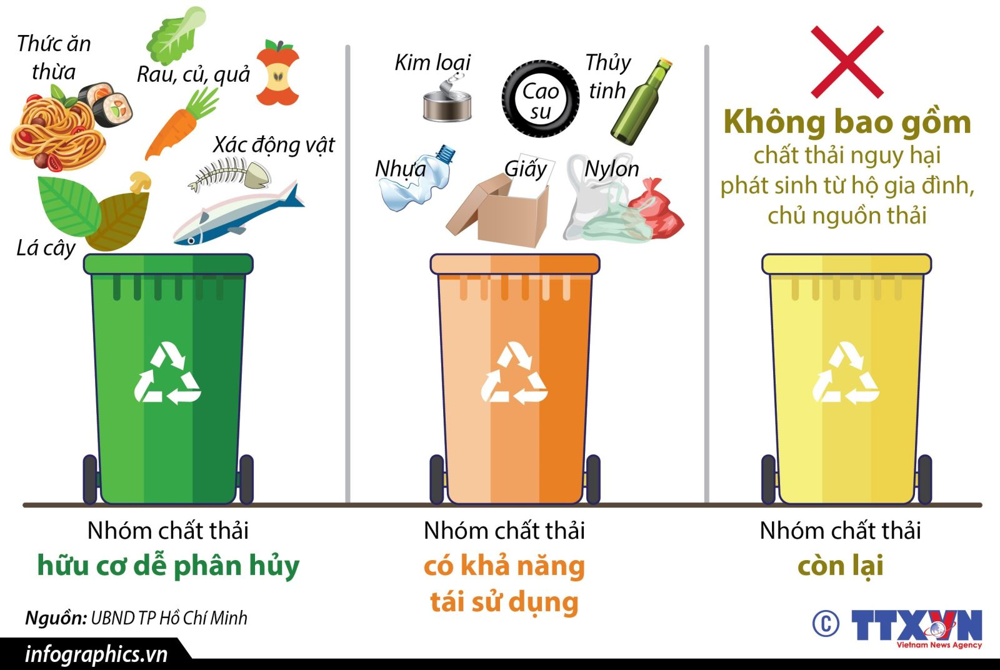 Thức ăn
thừa
Rau, củ, quả
Xác động vật
Lá cây
Nhóm chất thải
hữu cơ dễ phân hủy
Kim loại
Cao
su
Thủy
tinh
Nhựa
Giấy
Nylon
Nhóm chất thải
có khả năng
tái sử dụng
Không bao gồm
chất thải nguy hại
phát sinh từ hộ gia đình,
chủ nguồn thải
Nhóm chất thải
còn lại
Nguồn: UBND TP Hồ Chí Minh
infographics.vn
© TTXVN
Vietnam News Agency